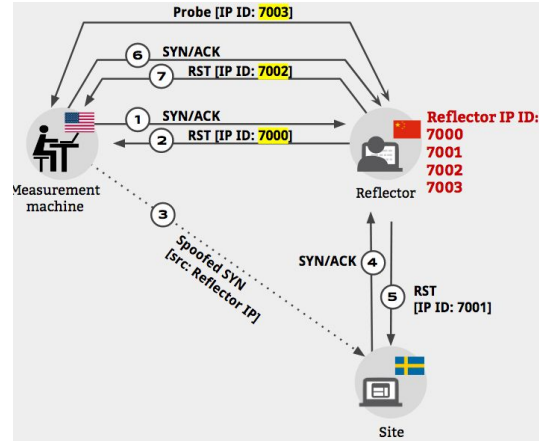 Probe [IP ID: 7003]
6 SYN/ACK
7 RST [IP ID: 7002]
1 SYN/ACK
2 RST [IP ID: 7000]
Reflector IP ID:
7000
7001
7002
7003
Measurement
machine
Reflector
3
Spoofed SYN
[src: Reflector IP]
SYN/ACK 4
5 RST
[IP ID: 7001]
Site